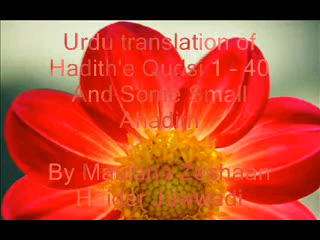 Urdu translation of
Hadith'e Qudsi 1 - 40
And Some Small
Ahadith
By Maulana Zeshaan
Haider Jawwadi